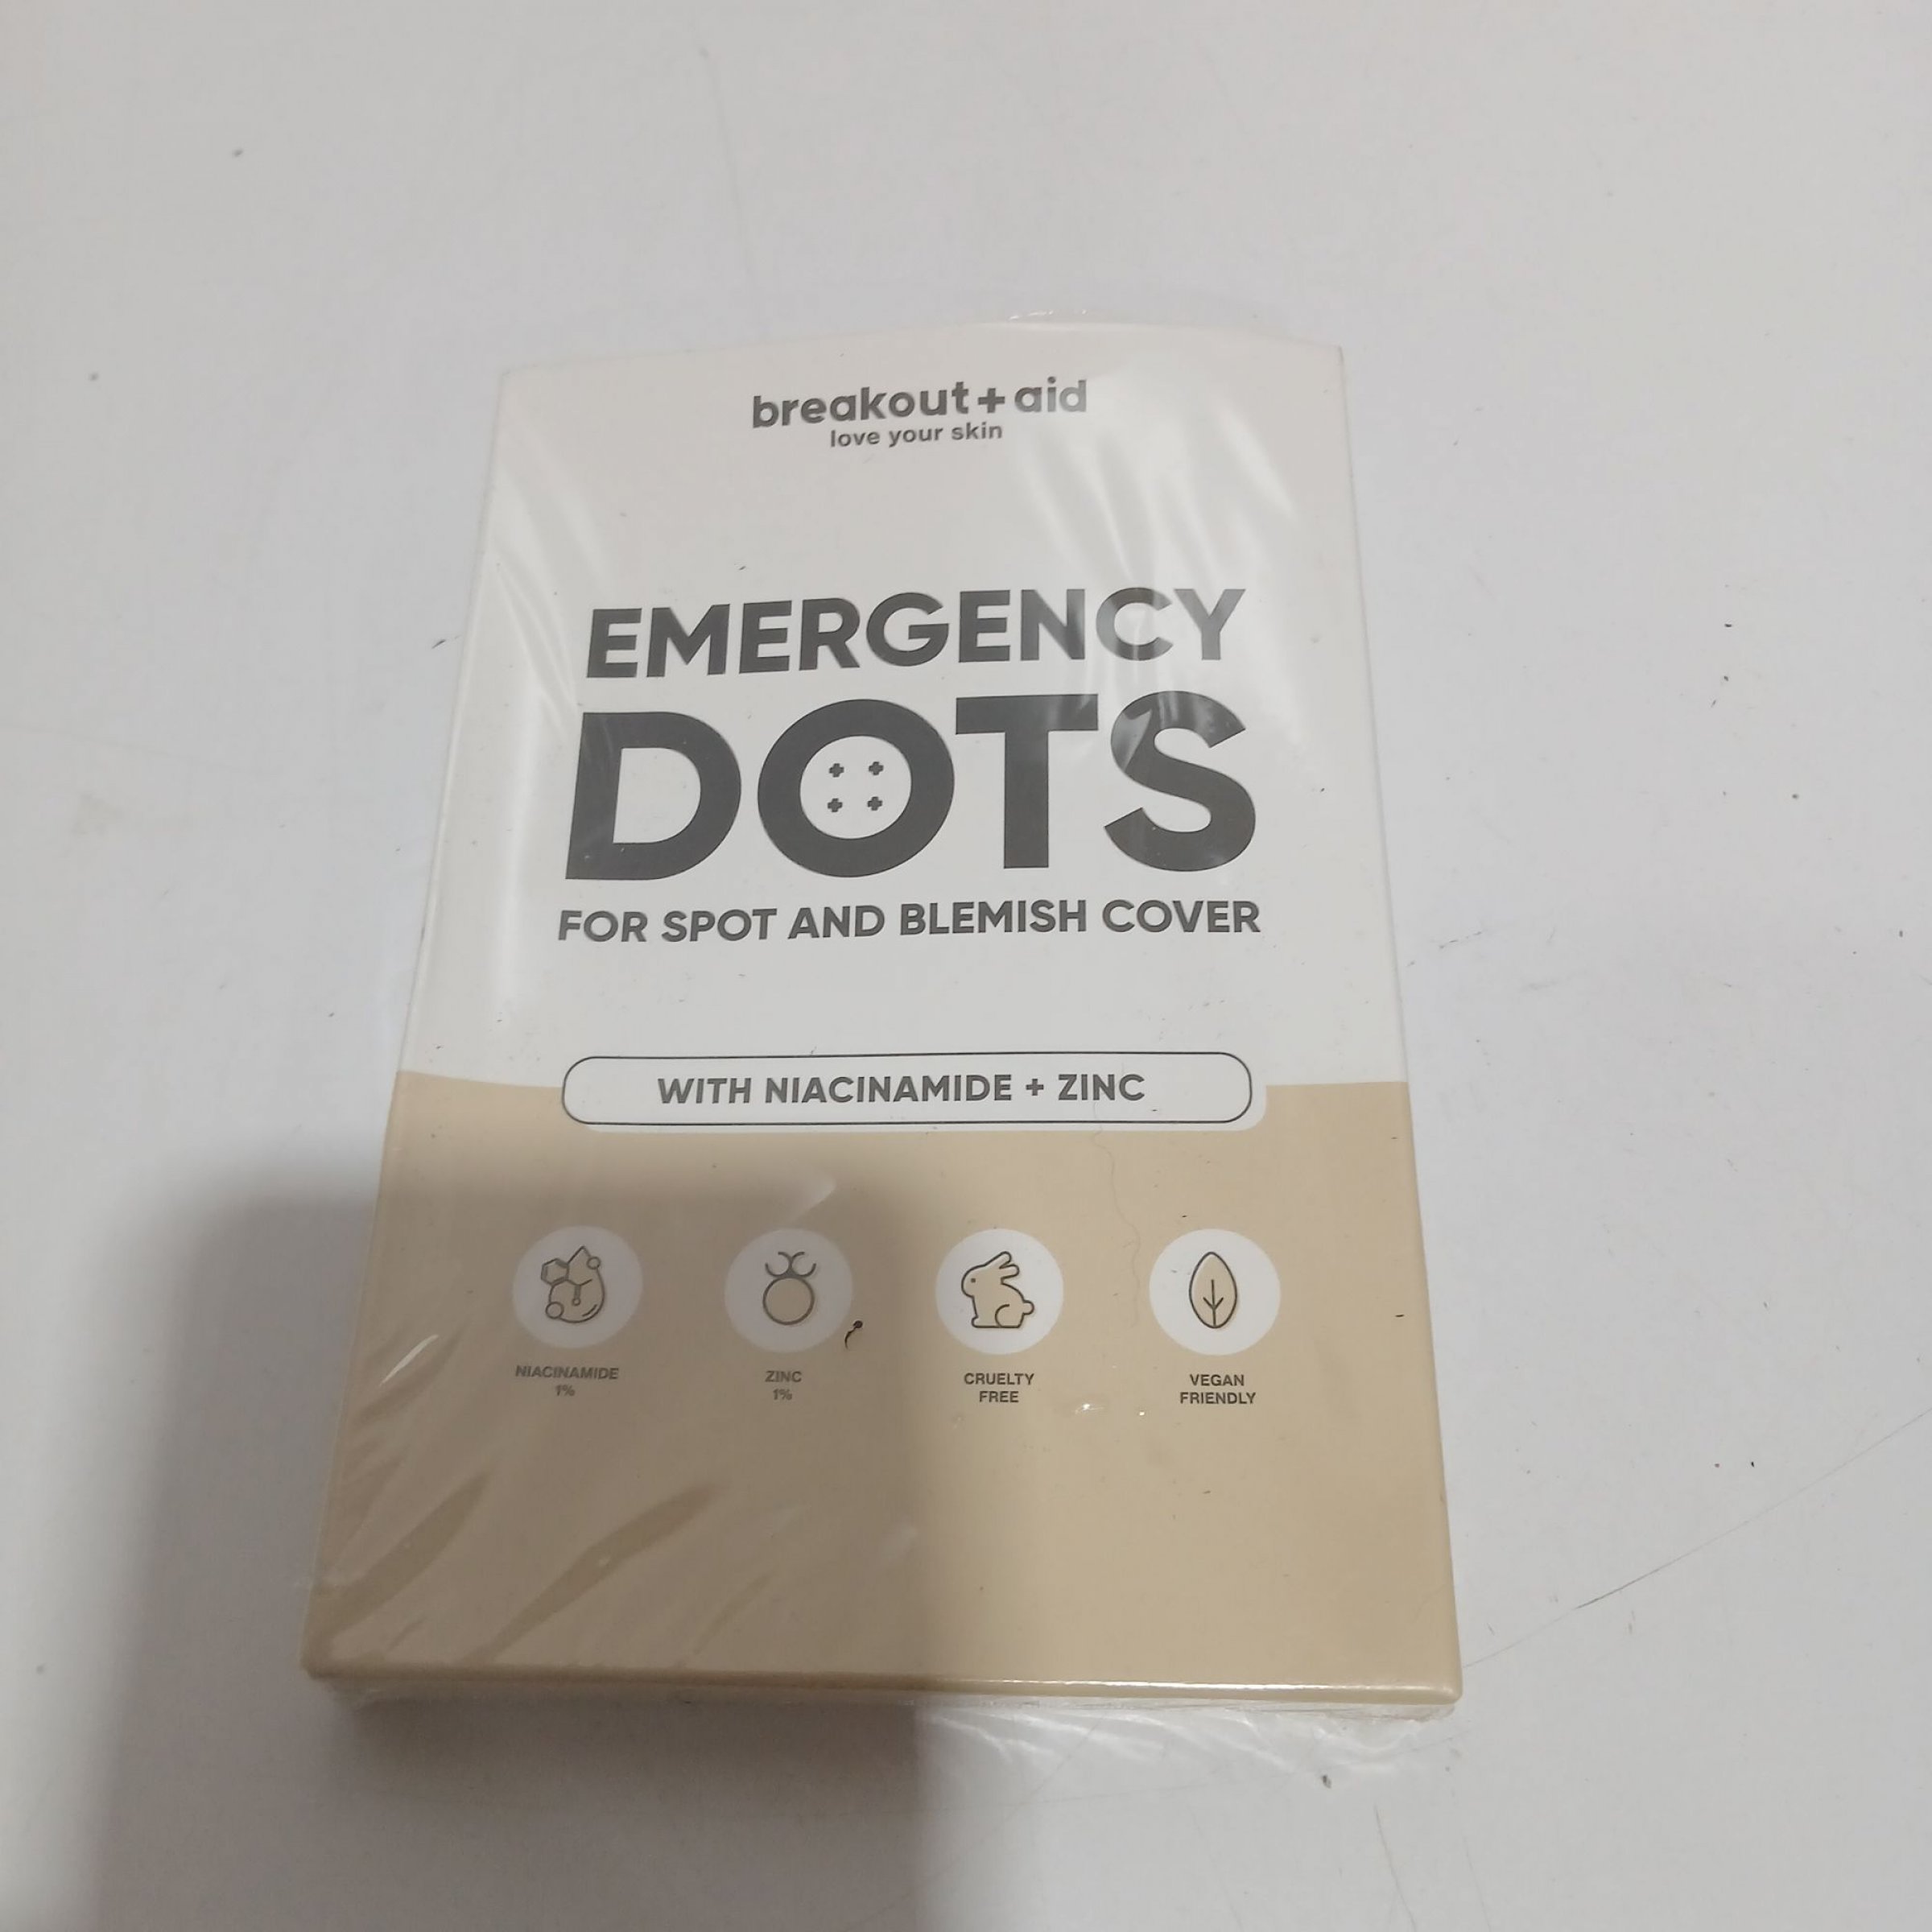 breakout+aid
love your skin
EMERGENCY
DOTS
FOR SPOT AND BLEMISH COVER
WITH NIACINAMIDE + ZINC
NIACINAMIDE
1%
ZINC
1%
CRUELTY
FREE
VEGAN
FRIENDLY